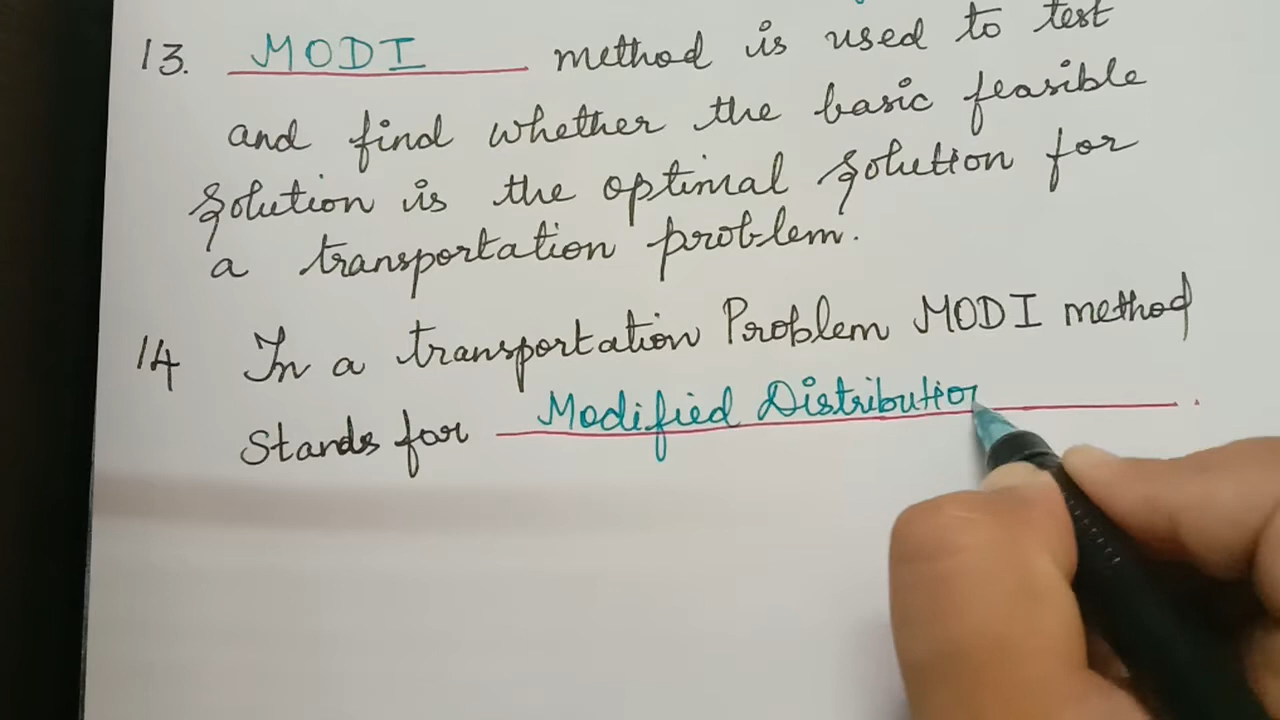 13. MODI method is used to test
and find whether the basic feasible
solution is the optimal solution for
a transportation problem.
14 In a transportation Problem MODI method
Stands for Modified Distribution .